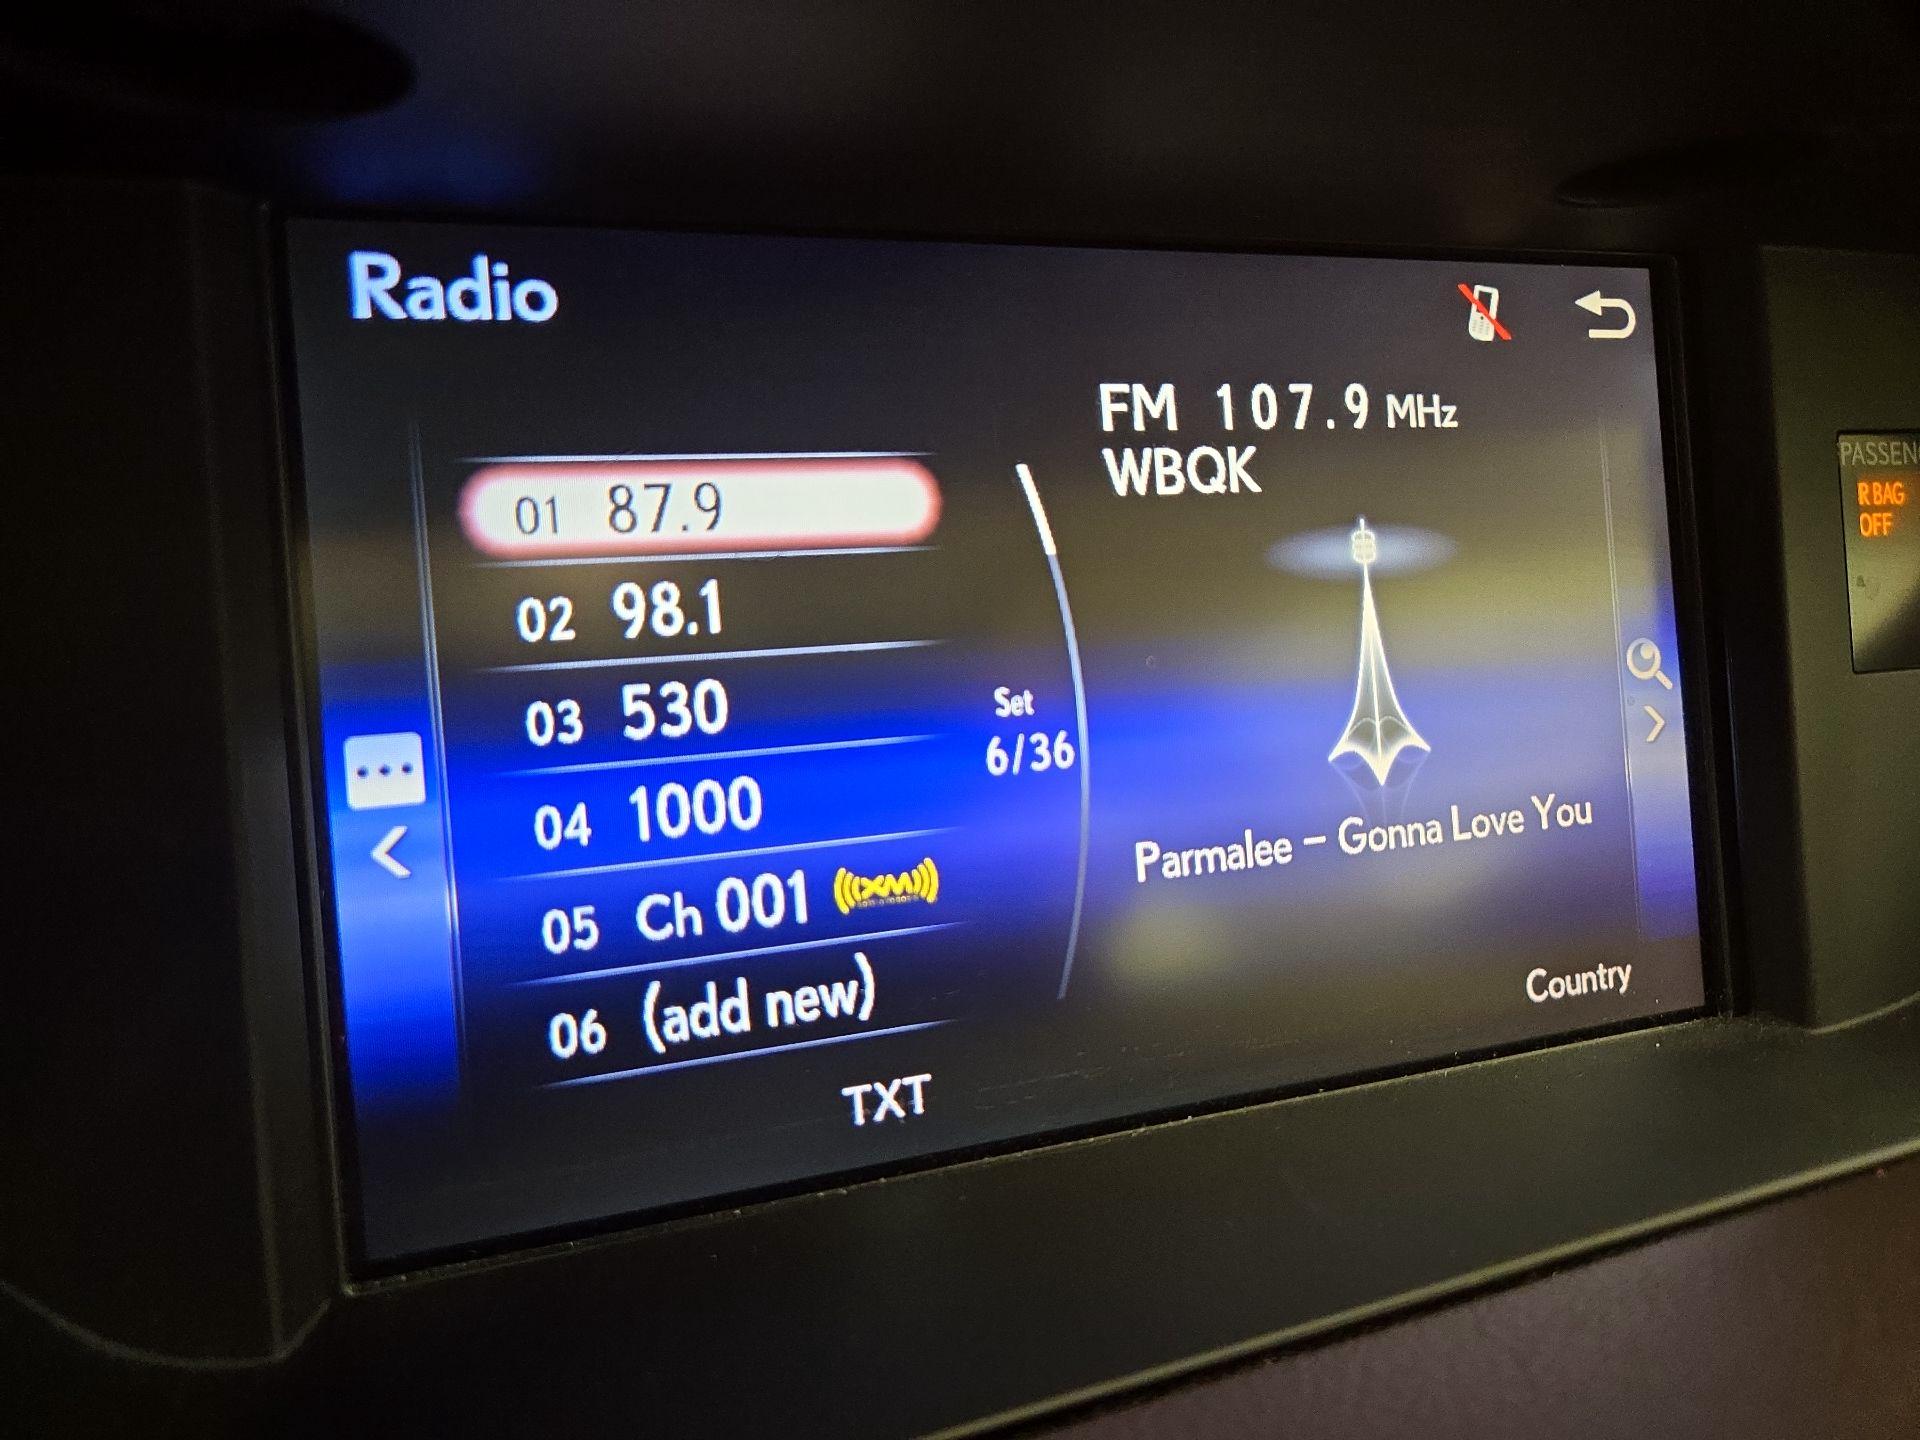 Radio
FM 107.9 MHz
WBQK
01 87.9
02 98.1
03 530
04 1000
05 Ch 001 XM
06 (add new)
Set
6/36
Parmalee – Gonna Love You
Country
TXT
PASSEN
R BAG
OFF